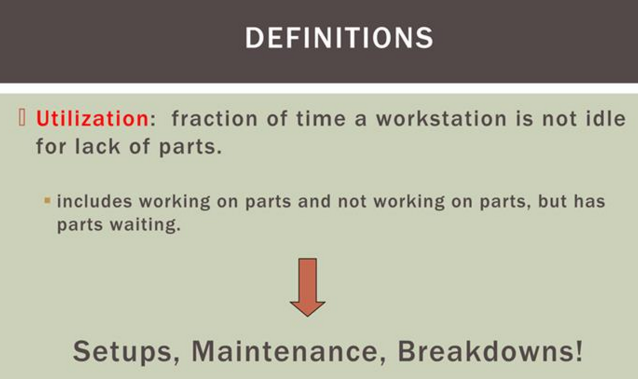 DEFINITIONS
Utilization: fraction of time a workstation is not idle
for lack of parts.
▪ includes working on parts and not working on parts, but has
parts waiting.
Setups, Maintenance, Breakdowns!